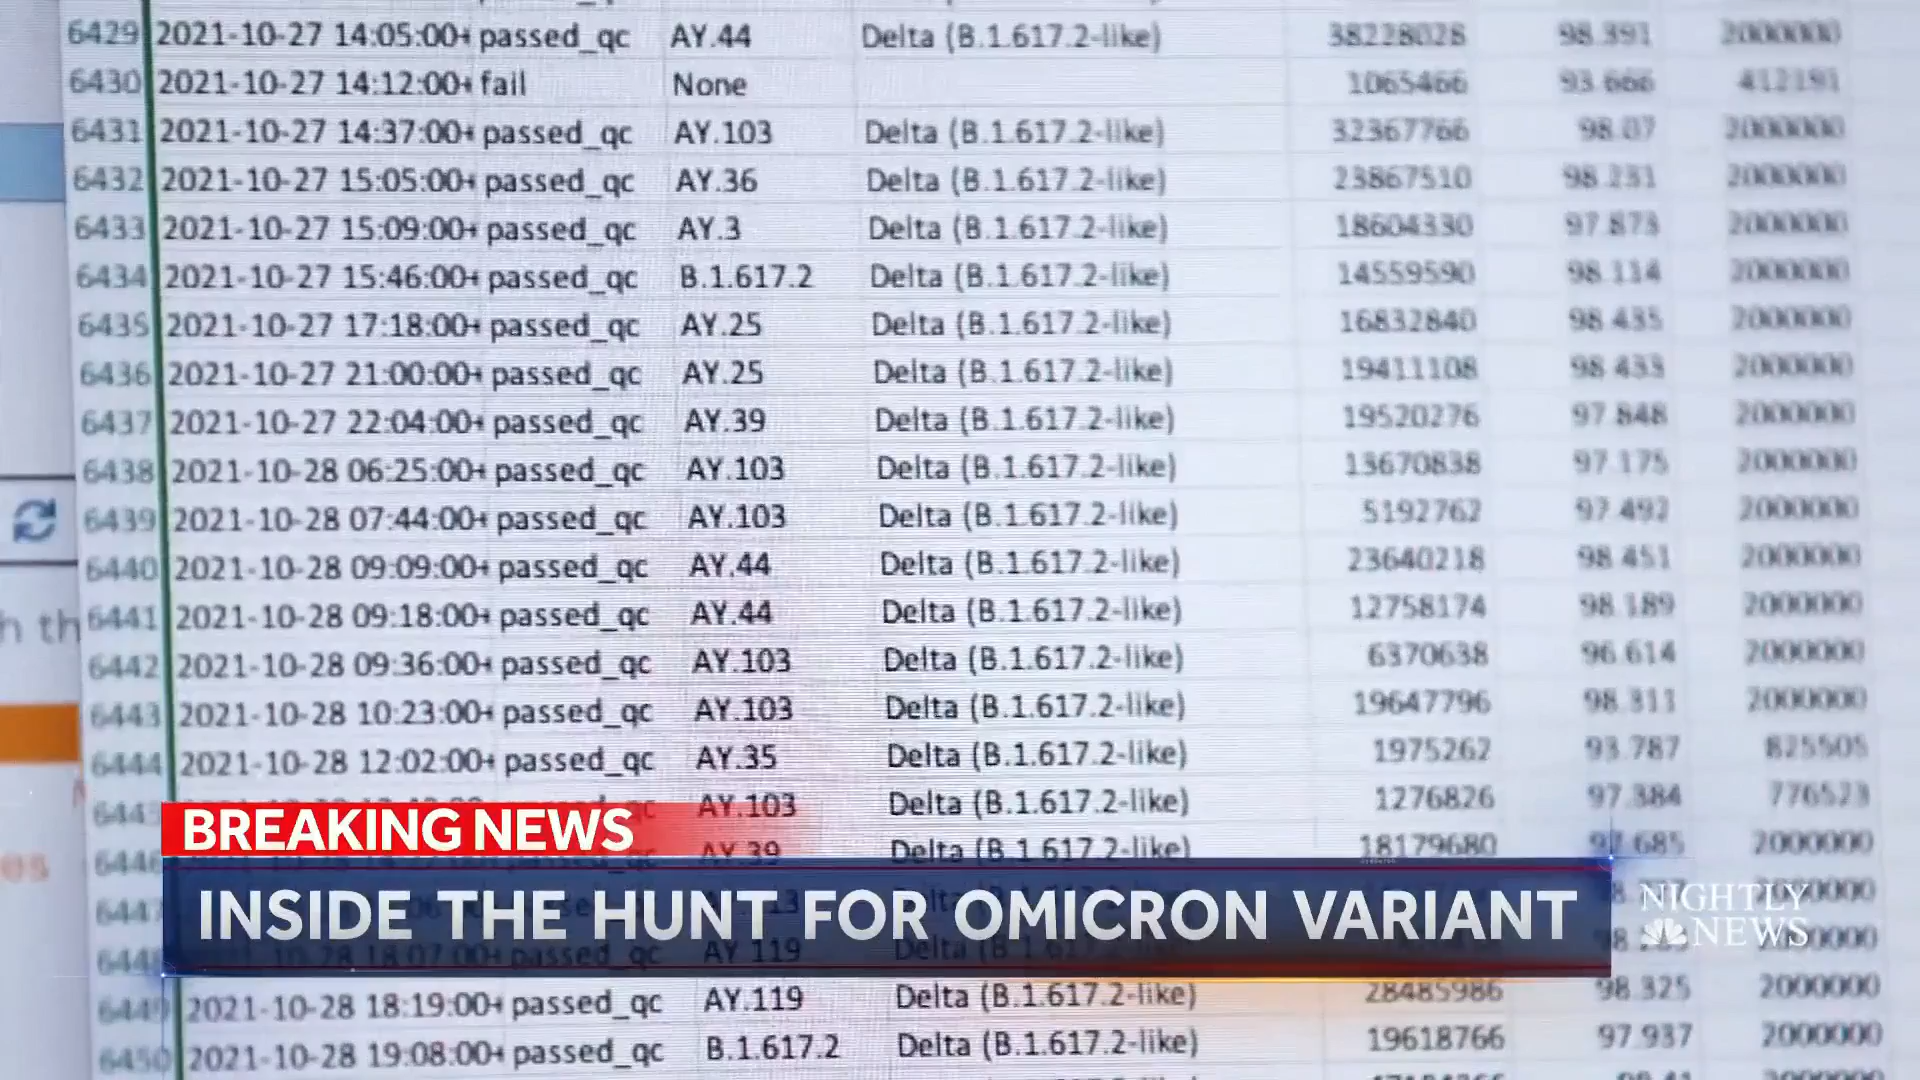 6429 2021-10-27 14:05:00+ passed_qc AY.44 Delta (B.1.617.2-like) 38228028 98.391 2000000
6430 2021-10-27 14:12:00+ fail None 1065466 93.666 412191
6431 2021-10-27 14:37:00+ passed_qc AY.103 Delta (B.1.617.2-like) 32367766 98.07 2000000
6432 2021-10-27 15:05:00+ passed_qc AY.36 Delta (B.1.617.2-like) 23867510 98.231 2000000
6433 2021-10-27 15:09:00+ passed_qc AY.3 Delta (B.1.617.2-like) 18604330 97.873 2000000
6434 2021-10-27 15:46:00+ passed_qc B.1.617.2 Delta (B.1.617.2-like) 14559590 98.114 2000000
6435 2021-10-27 17:18:00+ passed_qc AY.25 Delta (B.1.617.2-like) 16832840 98.435 2000000
6436 2021-10-27 21:00:00+ passed_qc AY.25 Delta (B.1.617.2-like) 19411108 98.433 2000000
6437 2021-10-27 22:04:00+ passed_qc AY.39 Delta (B.1.617.2-like) 19520276 97.848 2000000
6438 2021-10-28 06:25:00+ passed_qc AY.103 Delta (B.1.617.2-like) 13670838 97.175 2000000
6439 2021-10-28 07:44:00+ passed_qc AY.103 Delta (B.1.617.2-like) 5192762 97.492 2000000
6440 2021-10-28 09:09:00+ passed_qc AY.44 Delta (B.1.617.2-like) 23640218 98.451 2000000
6441 2021-10-28 09:18:00+ passed_qc AY.44 Delta (B.1.617.2-like) 12758174 98.189 2000000
6442 2021-10-28 09:36:00+ passed_qc AY.103 Delta (B.1.617.2-like) 6370638 96.614 2000000
6443 2021-10-28 10:23:00+ passed_qc AY.103 Delta (B.1.617.2-like) 19647796 98.311 2000000
6444 2021-10-28 12:02:00+ passed_qc AY.35 Delta (B.1.617.2-like) 1975262 93.787 825505
AY.103 Delta (B.1.617.2-like) 1276826 97.384 776523
BREAKING NEWS
6446 AY.39 Delta (B.1.617.2-like) 18179680 97.685 2000000
INSIDE THE HUNT FOR OMICRON VARIANT
NIGHTLY
NEWS
AY.119
6449 2021-10-28 18:19:00+ passed_qc AY.119 Delta (B.1.617.2-like) 28485986 98.325 2000000
6450 2021-10-28 19:08:00+ passed_qc B.1.617.2 Delta (B.1.617.2-like) 19618766 97.937 2000000